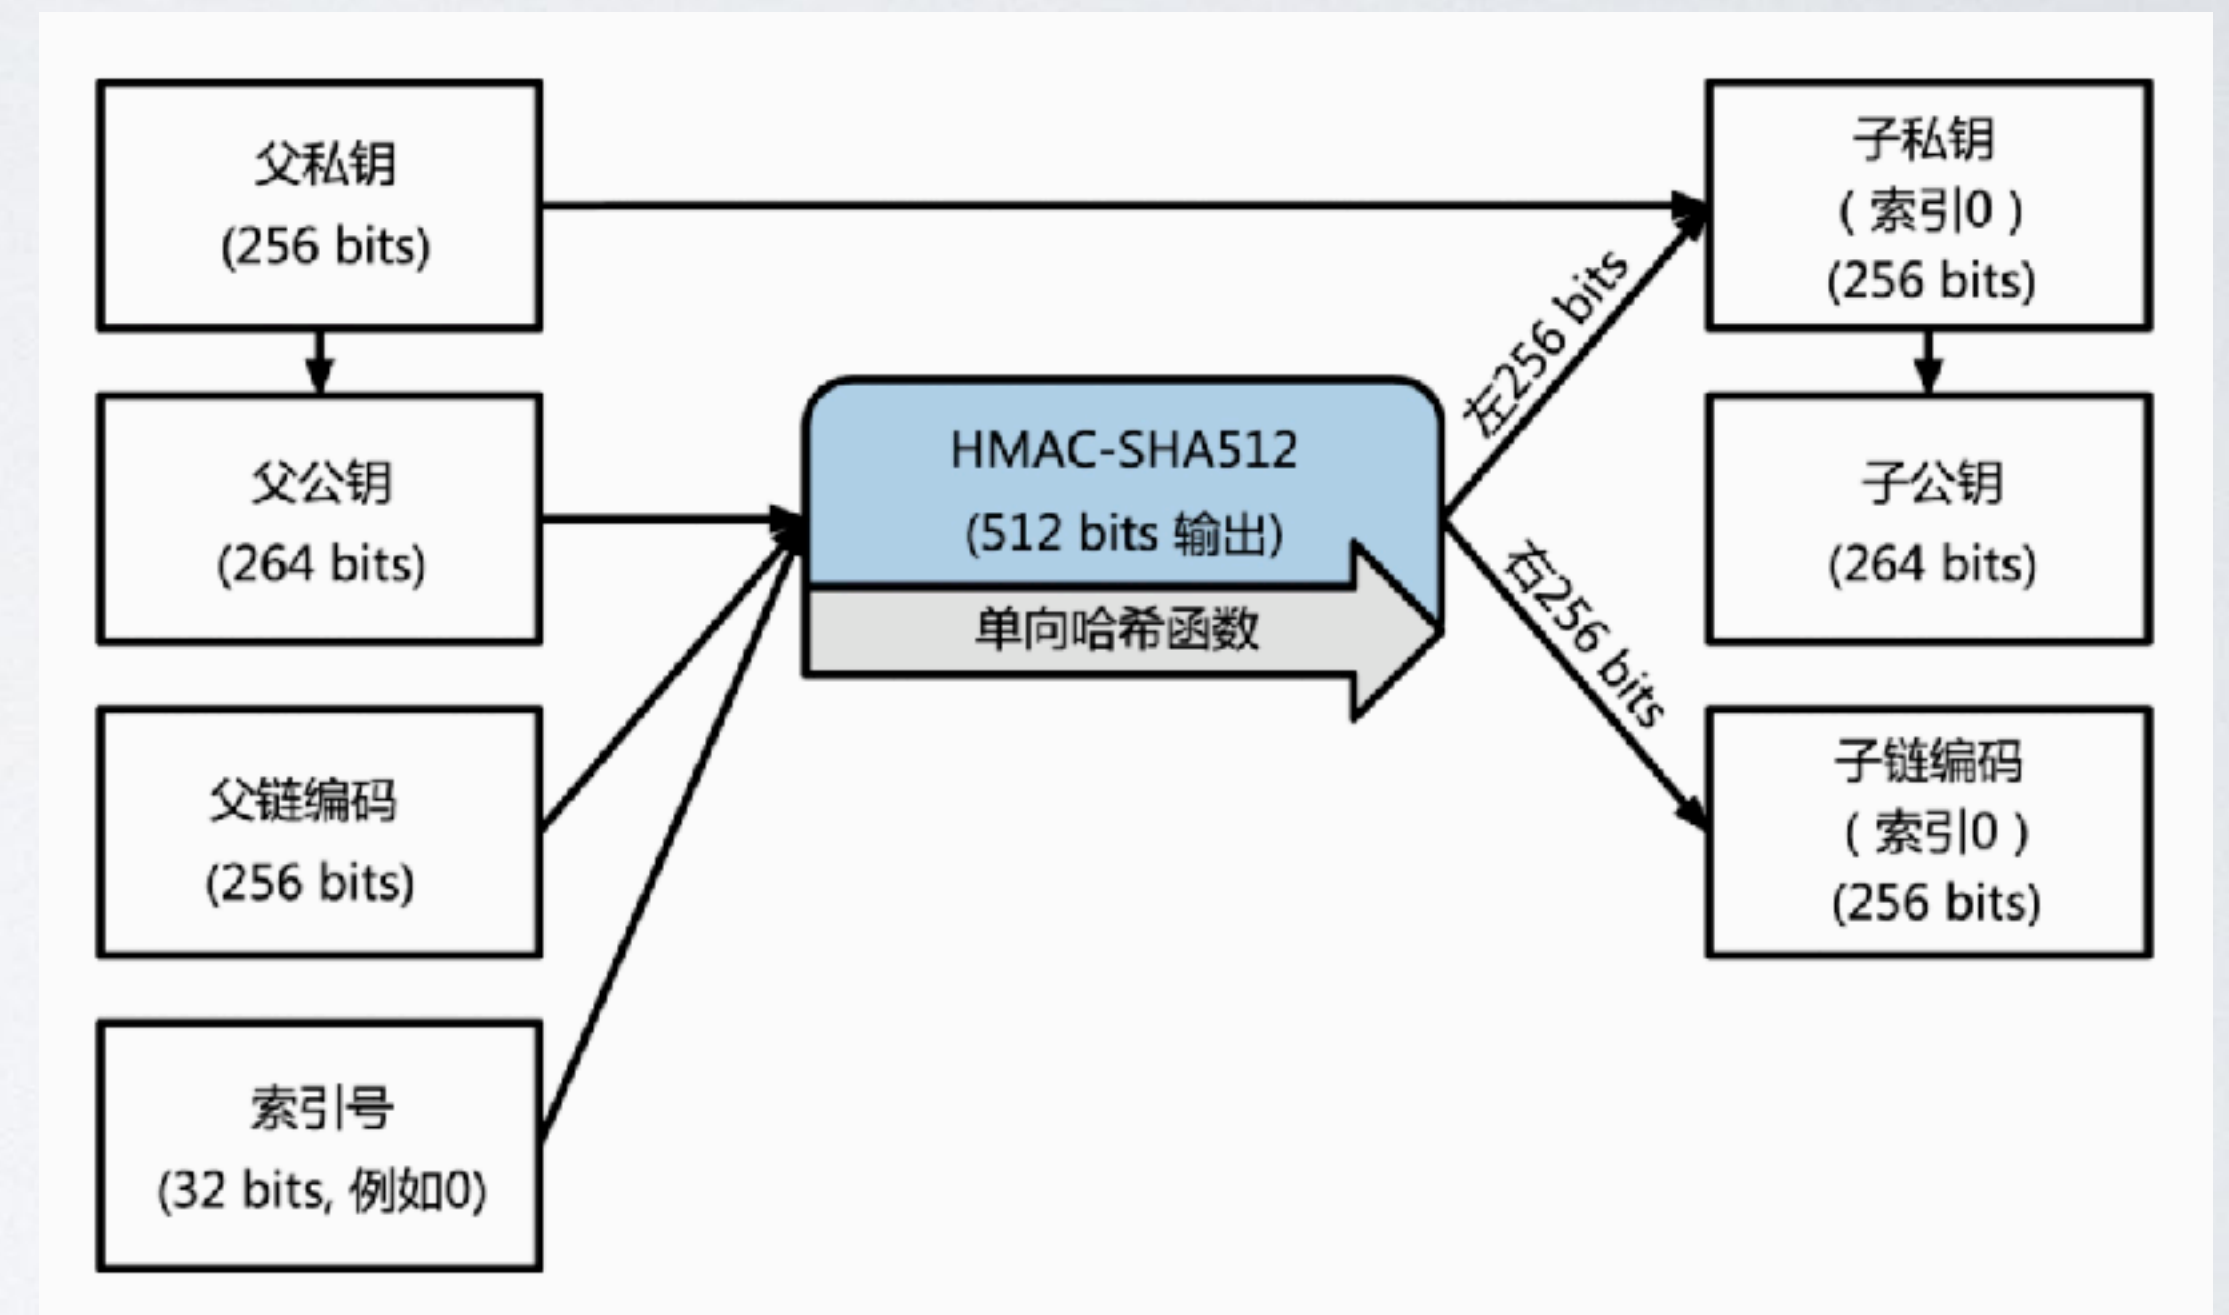 父私钥
(256 bits)
父公钥
(264 bits)
父链编码
(256 bits)
索引号
(32 bits, 例如0)
HMAC-SHA512
(512 bits 输出)
单向哈希函数
左256 bits
右256 bits
子私钥
( 索引0 )
(256 bits)
子公钥
(264 bits)
子链编码
( 索引0 )
(256 bits)